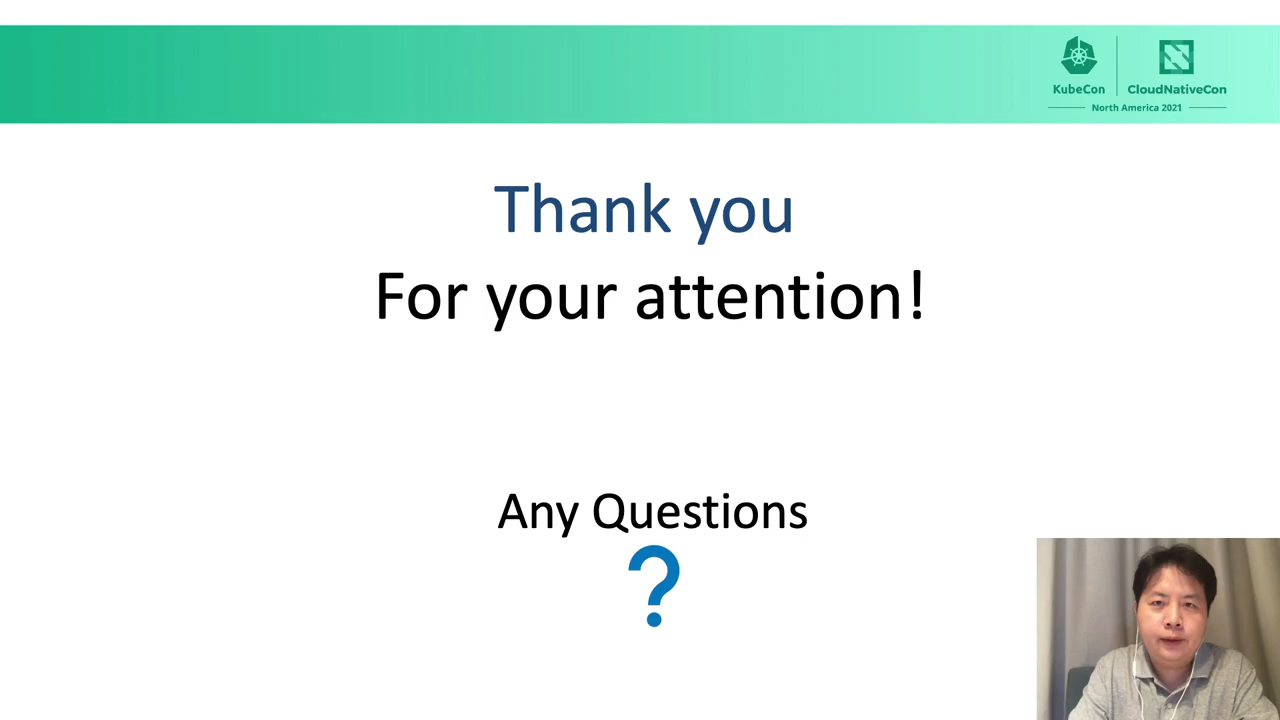 KubeCon
CloudNativeCon
North America 2021
Thank you
For your attention!
Any Questions
?